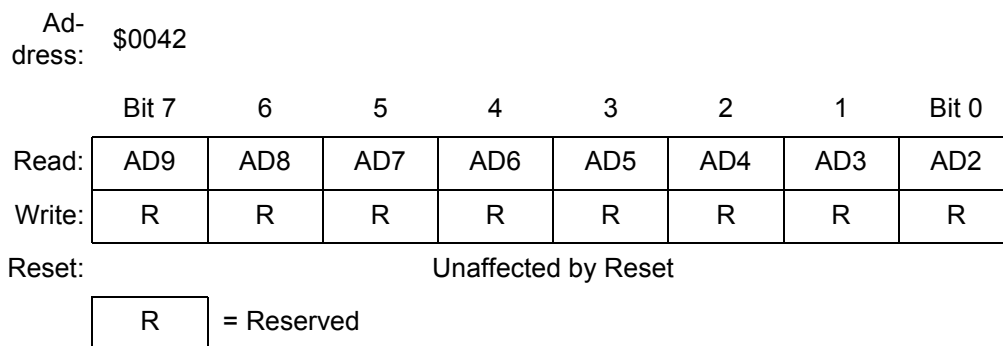 Ad-
dress: $0042
Bit 7 6 5 4 3 2 1 Bit 0
Read: AD9 AD8 AD7 AD6 AD5 AD4 AD3 AD2
Write: R R R R R R R R
Reset: Unaffected by Reset
R = Reserved